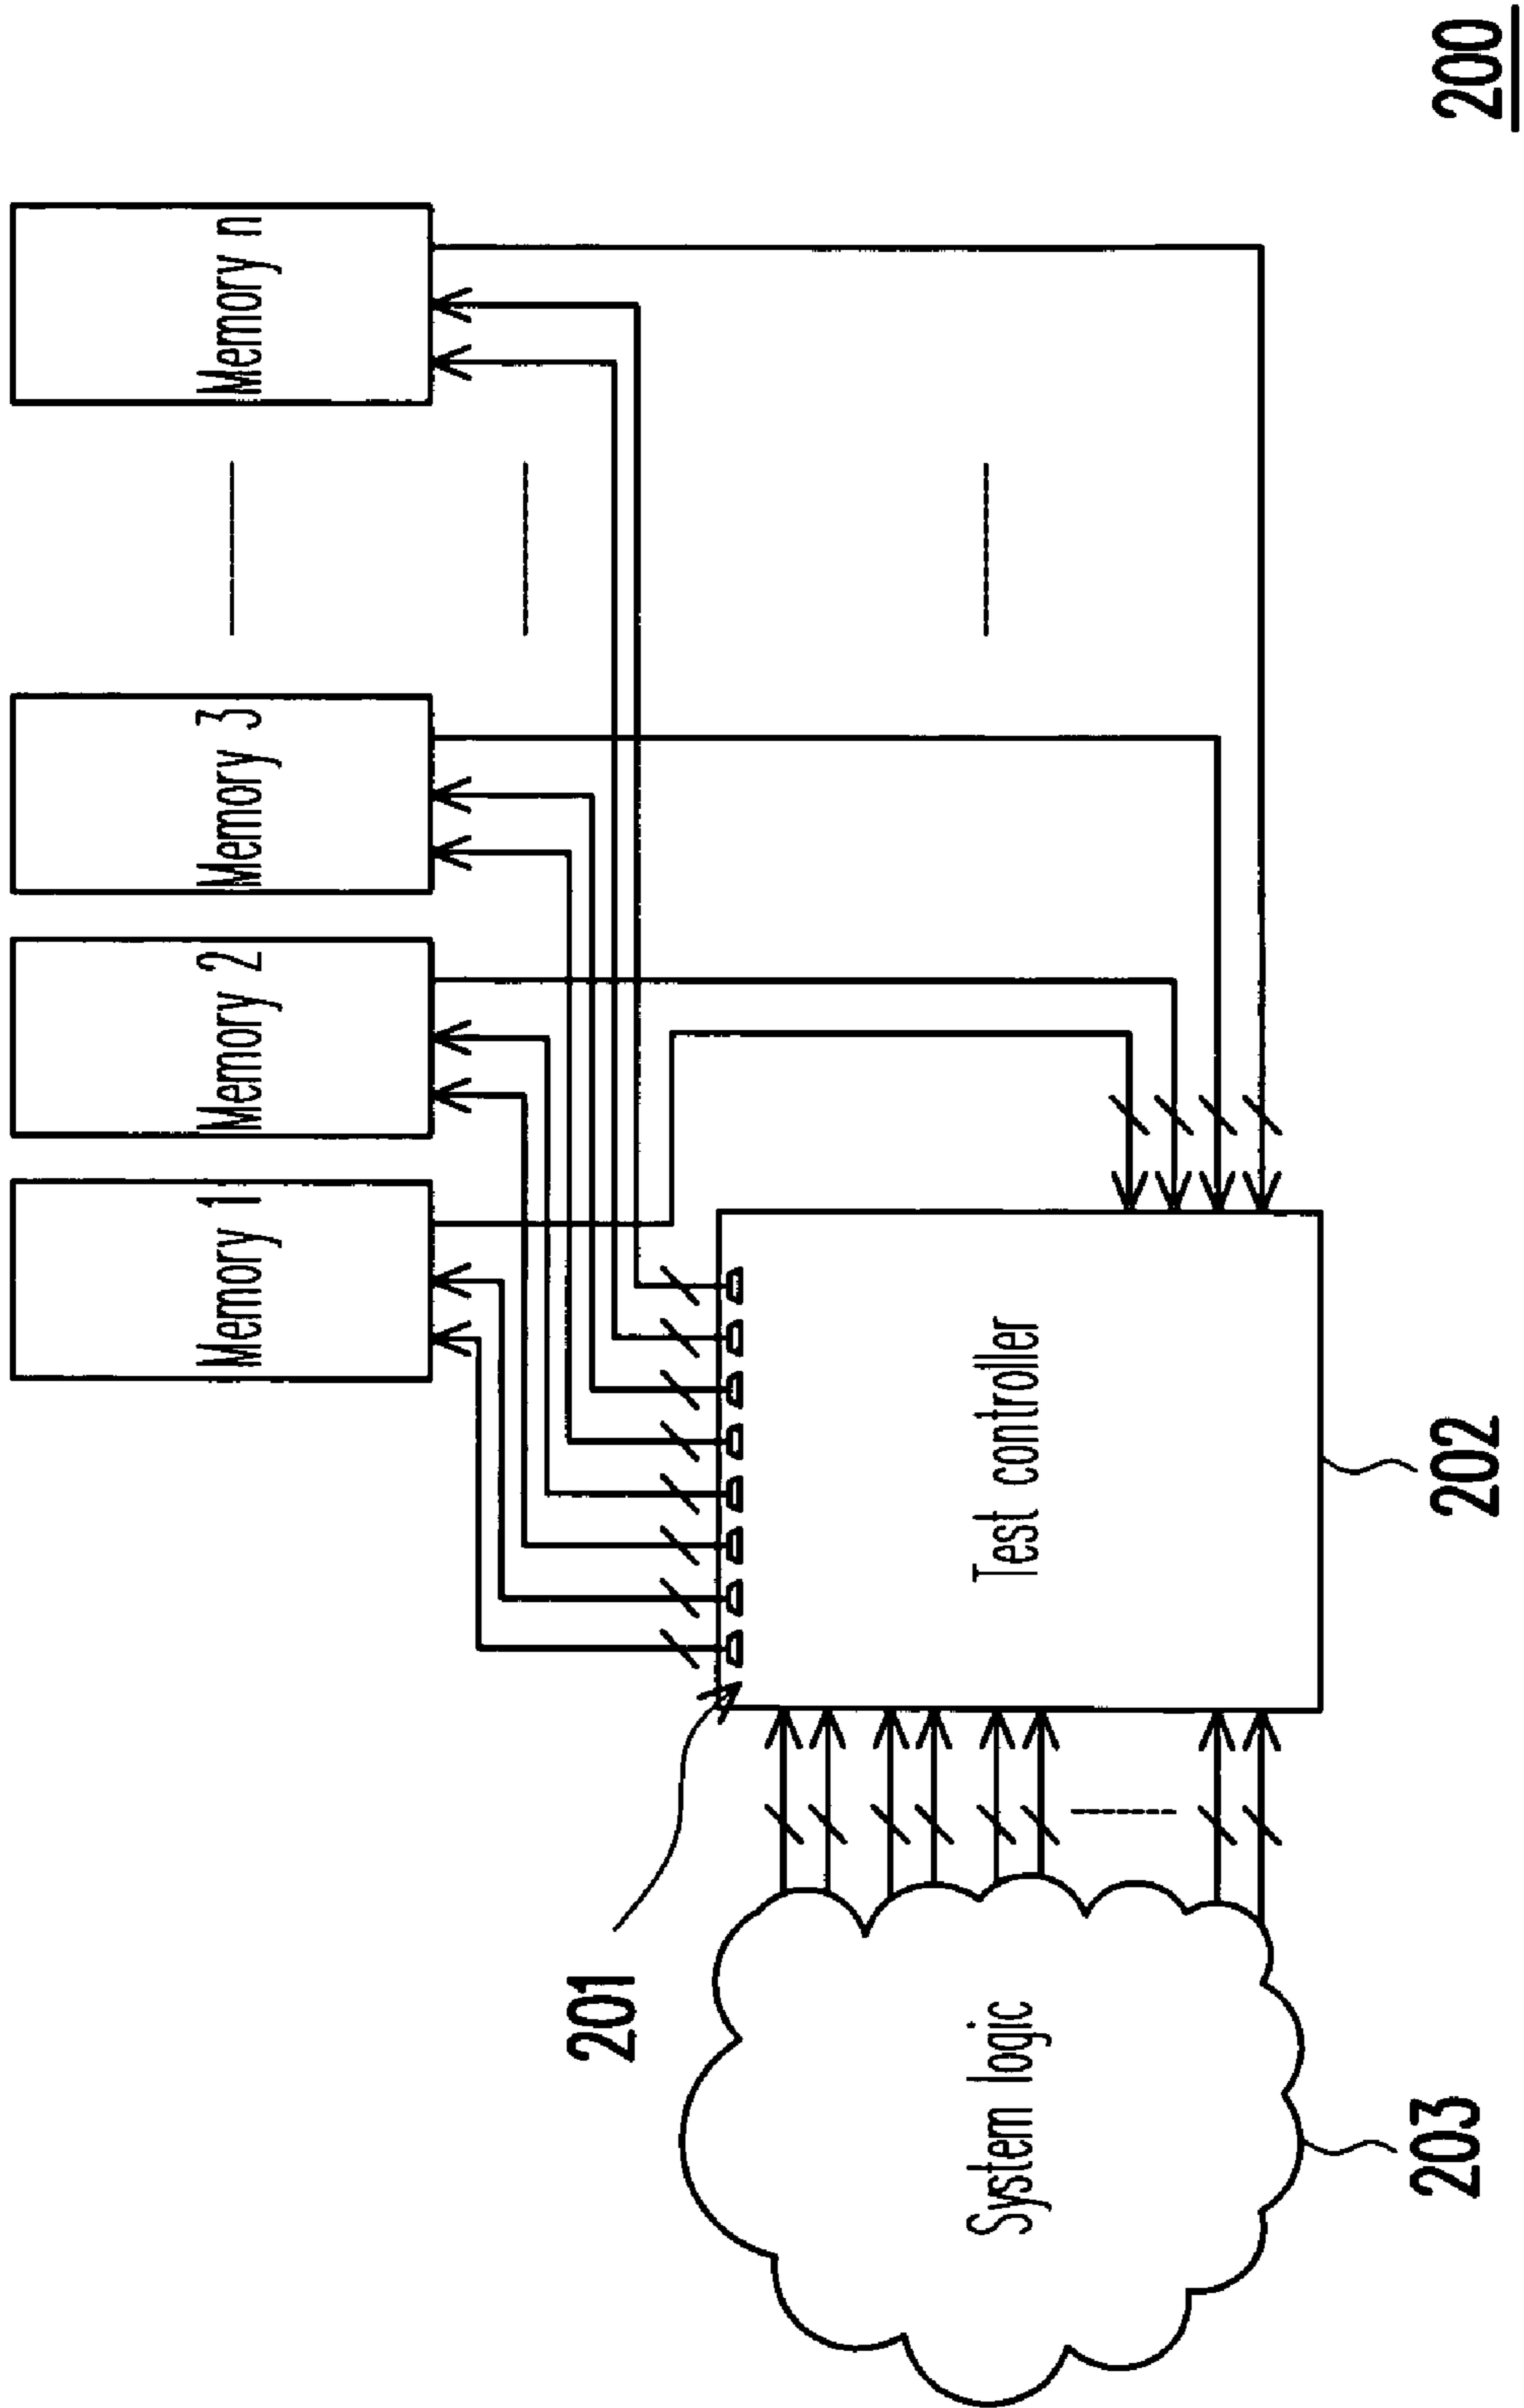 Memory 1
Memory 2
Memory 3
Memory n
201
Test controller
System logic
202
203
200